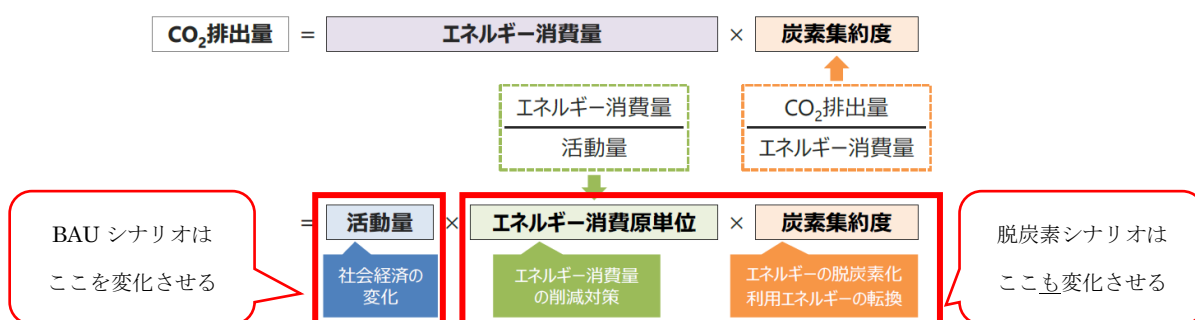 CO₂排出量 = エネルギー消費量 × 炭素集約度
エネルギー消費量
活動量
CO₂排出量
エネルギー消費量
= 活動量 × エネルギー消費原単位 × 炭素集約度
BAU シナリオは
ここを変化させる
社会経済の
変化
エネルギー消費量
の削減対策
エネルギーの脱炭素化
利用エネルギーの転換
脱炭素シナリオは
ここも変化させる